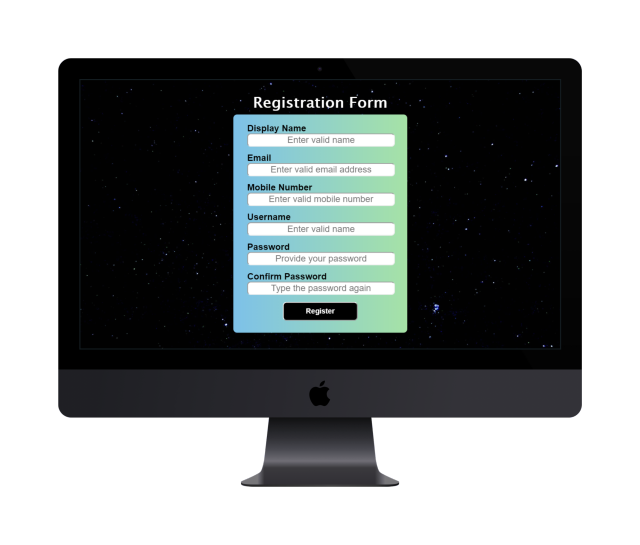 Registration Form
Display Name
Enter valid name
Email
Enter valid email address
Mobile Number
Enter valid mobile number
Username
Enter valid name
Password
Provide your password
Confirm Password
Type the password again
Register